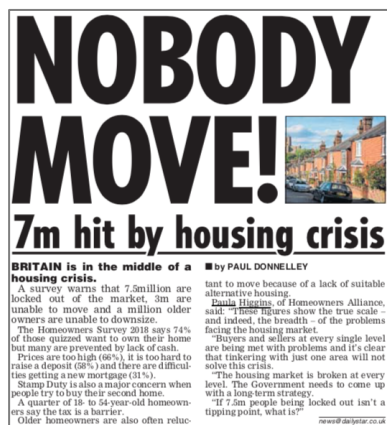 NOBODY
MOVE!
7m hit by housing crisis
BRITAIN is in the middle of a
housing crisis.
A survey warns that 7.5million are
locked out of the market, 3m are
unable to move and a million older
owners are unable to downsize.
The Homeowners Survey 2018 says 74%
of those quizzed want to own their home
but many are prevented by lack of cash.
Prices are too high (66%), it is too hard to
raise a deposit (58%) and there are difficul-
ties getting a new mortgage (31%).
Stamp Duty is also a major concern when
people try to buy their second home.
A quarter of 18- to 54-year-old homeown-
ers say the tax is a barrier.
Older homeowners are also often reluc-
■ by PAUL DONNELLEY
tant to move because of a lack of suitable
alternative housing.
Paula Higgins, of Homeowners Alliance,
said: "These figures show the true scale –
and indeed, the breadth – of the problems
facing the housing market.
"Buyers and sellers at every single level
are being met with problems and it's clear
that tinkering with just one area will not
solve this crisis.
"The housing market is broken at every
level. The Government needs to come up
with a long-term strategy.
"If 7.5m people being locked out isn't a
tipping point, what is?"
news@dailystar.co.uk